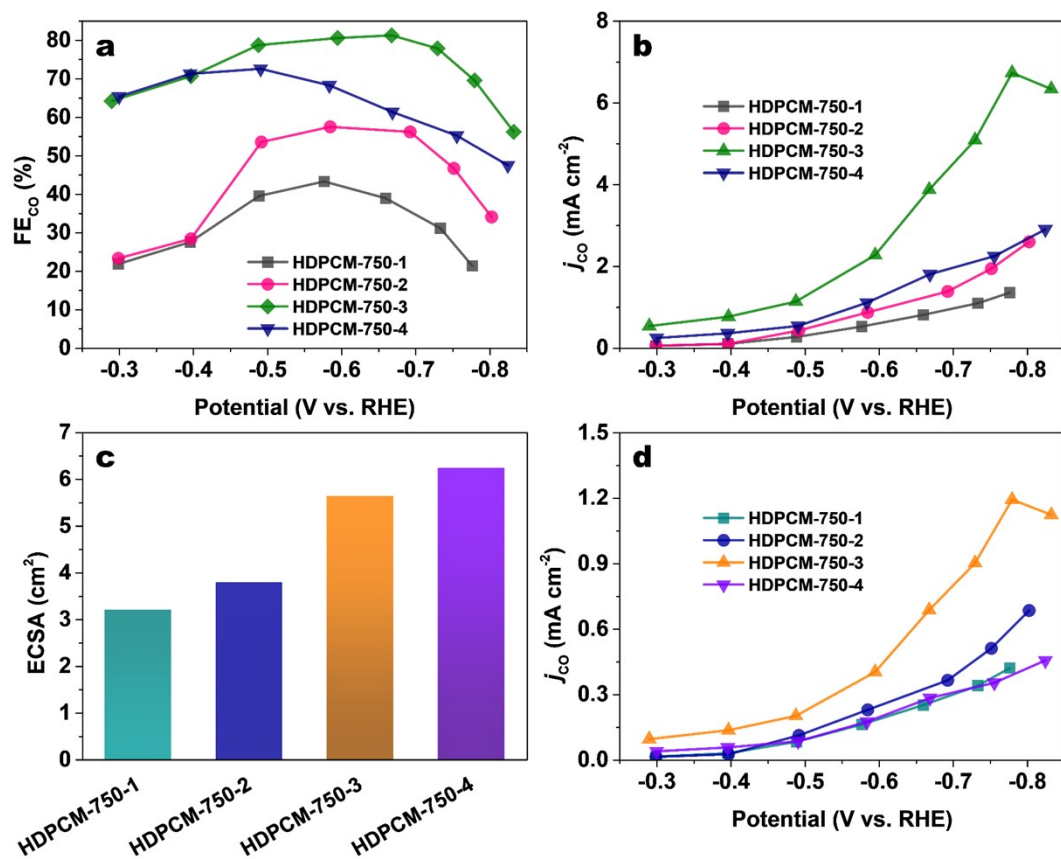 a
80
70
60
50
40
30
20
10
0
FE_CO (%)
HDPCM-750-1
HDPCM-750-2
HDPCM-750-3
HDPCM-750-4
-0.3 -0.4 -0.5 -0.6 -0.7 -0.8
Potential (V vs. RHE)
b
8
6
4
2
0
j_CO (mA cm⁻²)
HDPCM-750-1
HDPCM-750-2
HDPCM-750-3
HDPCM-750-4
-0.3 -0.4 -0.5 -0.6 -0.7 -0.8
Potential (V vs. RHE)
c
7
6
5
4
3
2
1
0
ECSA (cm²)
HDPCM-750-1
HDPCM-750-2
HDPCM-750-3
HDPCM-750-4
d
1.5
1.2
0.9
0.6
0.3
0.0
j_CO (mA cm⁻²)
HDPCM-750-1
HDPCM-750-2
HDPCM-750-3
HDPCM-750-4
-0.3 -0.4 -0.5 -0.6 -0.7 -0.8
Potential (V vs. RHE)